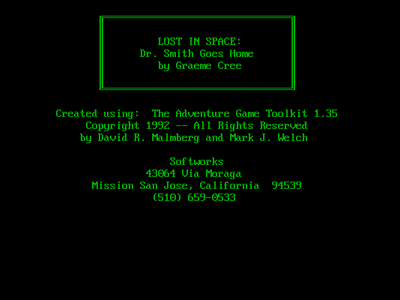 LOST IN SPACE:
Dr. Smith Goes Home
by Graeme Cree
Created using:  The Adventure Game Toolkit 1.35
Copyright 1992 -- All Rights Reserved
by David R. Malmberg and Mark J. Welch
Softworks
43064 Via Moraga
Mission San Jose, California  94539
(510) 659-0533